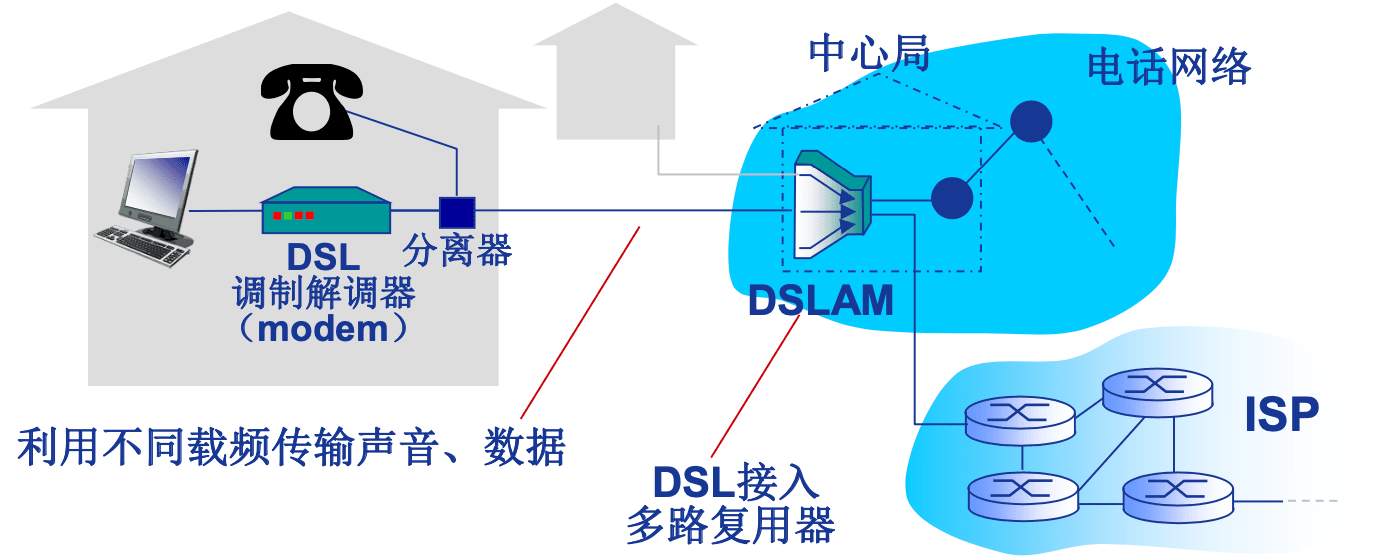 中心局
电话网络
分离器
DSL
调制解调器
（modem）
DSLAM
利用不同载频传输声音、数据
DSL接入
多路复用器
ISP